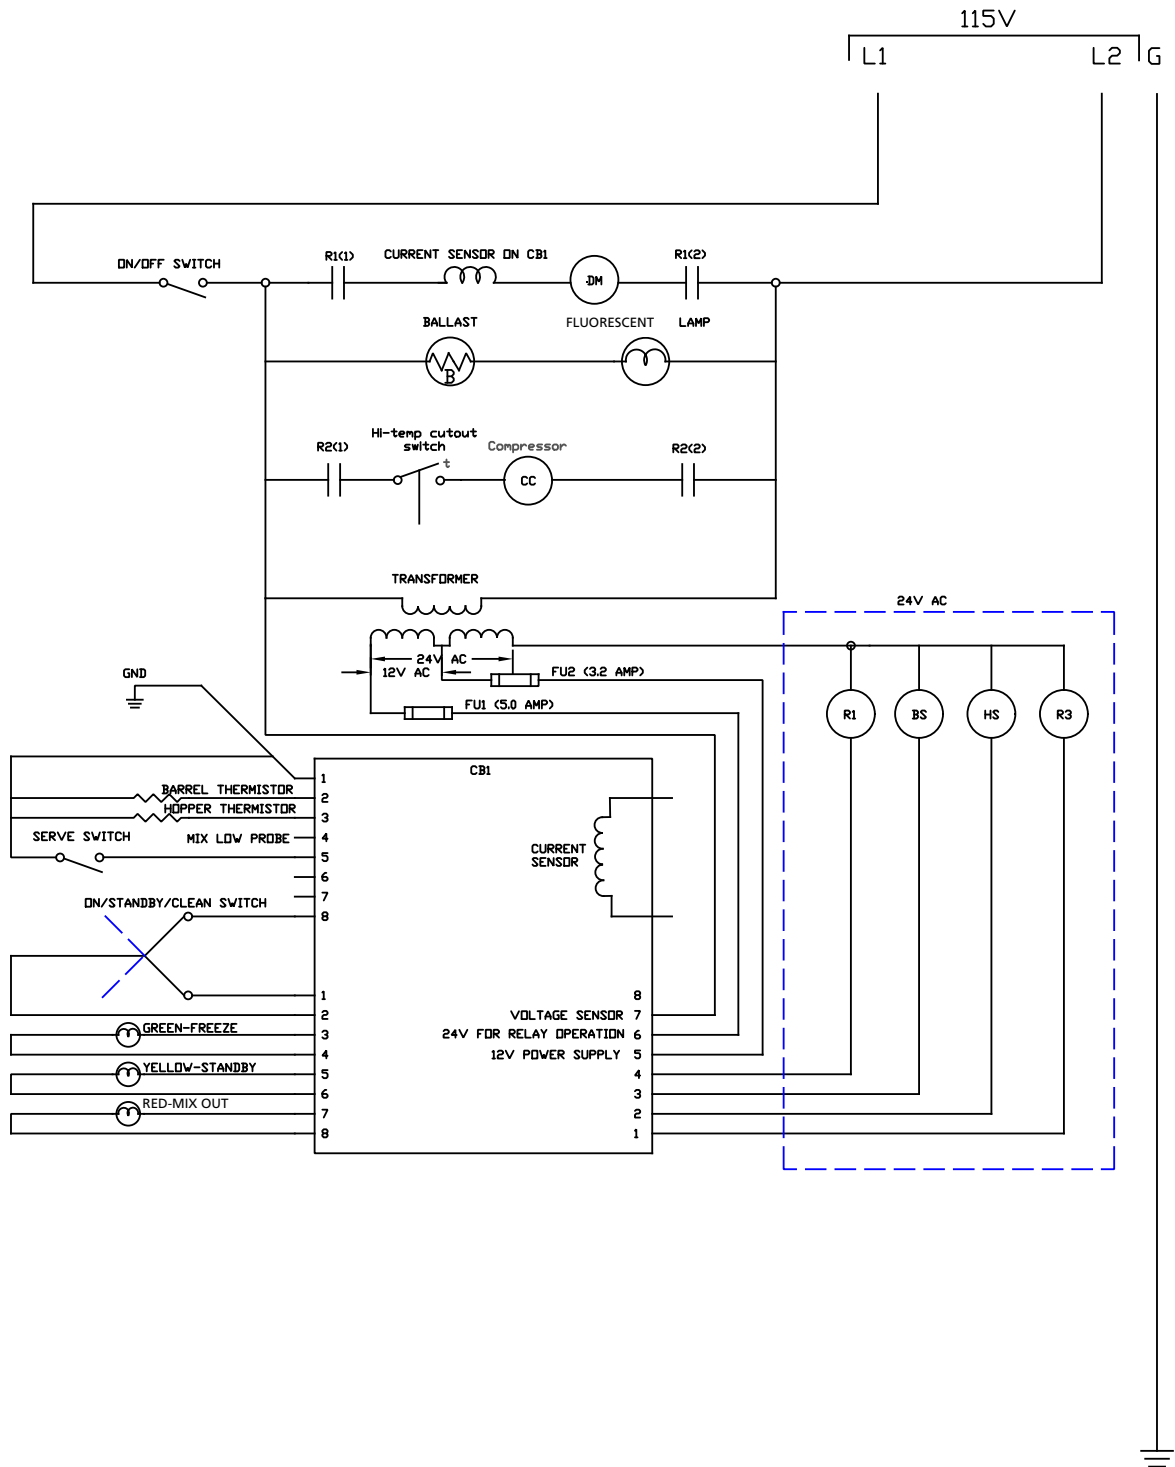 115V
L1
L2
G
ON/OFF SWITCH
R1(1)
CURRENT SENSOR ON CB1
DM
R1(2)
BALLAST
FLUORESCENT LAMP
B
R2(1)
Hi-temp cutout
switch
t
Compressor
CC
R2(2)
TRANSFORMER
24V AC
12V AC
FU2 (3.2 AMP)
FU1 (5.0 AMP)
24V AC
R1
BS
HS
R3
GND
CB1
1
BARREL THERMISTOR 2
HOPPER THERMISTOR 3
MIX LOW PROBE 4
SERVE SWITCH
5
6
7
ON/STANDBY/CLEAN SWITCH
8
CURRENT
SENSOR
1
2
GREEN-FREEZE 3
4
YELLOW-STANDBY 5
6
RED-MIX OUT 7
8
8
VOLTAGE SENSOR 7
24V FOR RELAY OPERATION 6
12V POWER SUPPLY 5
4
3
2
1